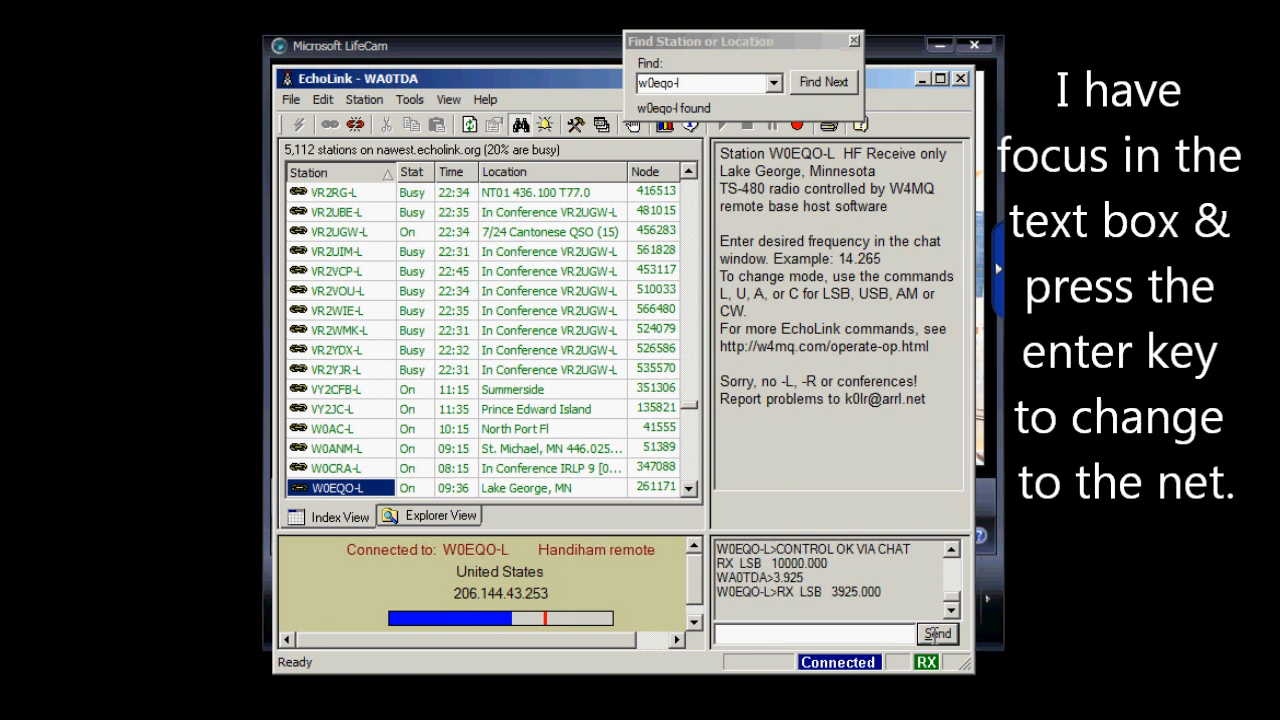 Microsoft LifeCam
Find Station or Location
Find:
w0eqo-l
Find Next
w0eqo-l found
EchoLink - WA0TDA
File Edit Station Tools View Help
5,112 stations on nawest.echolink.org (20% are busy)
Station Stat Time Location Node
VR2RG-L Busy 22:34 NT01 436.100 T77.0 416513
VR2UBE-L Busy 22:35 In Conference VR2UGW-L 481015
VR2UGW-L On 22:34 7/24 Cantonese QSO (15) 456283
VR2UIM-L Busy 22:31 In Conference VR2UGW-L 561828
VR2VCP-L Busy 22:45 In Conference VR2UGW-L 453117
VR2VOU-L Busy 22:34 In Conference VR2UGW-L 510033
VR2WIE-L Busy 22:35 In Conference VR2UGW-L 566480
VR2WMK-L Busy 22:31 In Conference VR2UGW-L 524079
VR2YDX-L Busy 22:32 In Conference VR2UGW-L 526586
VR2YJR-L Busy 22:31 In Conference VR2UGW-L 535570
VY2CFB-L On 11:15 Summerside 351306
VY2JC-L On 11:35 Prince Edward Island 135821
W0AC-L On 10:15 North Port Fl 41555
W0ANM-L On 09:15 St. Michael, MN 446.025... 51389
W0CRA-L On 08:15 In Conference IRLP 9 [0... 347088
W0EQO-L On 09:36 Lake George, MN 261171
Index View Explorer View
Station W0EQO-L HF Receive only
Lake George, Minnesota
TS-480 radio controlled by W4MQ
remote base host software
Enter desired frequency in the chat
window. Example: 14.265
To change mode, use the commands
L, U, A, or C for LSB, USB, AM or
CW.
For more EchoLink commands, see
http://w4mq.com/operate-op.html
Sorry, no -L, -R or conferences!
Report problems to k0lr@arrl.net
Connected to: W0EQO-L Handiham remote
United States
206.144.43.253
W0EQO-L>CONTROL OK VIA CHAT
RX LSB 10000.000
WA0TDA>3.925
W0EQO-L>RX LSB 3925.000
Send
Ready
Connected
RX
I have
focus in the
text box &
press the
enter key
to change
to the net.